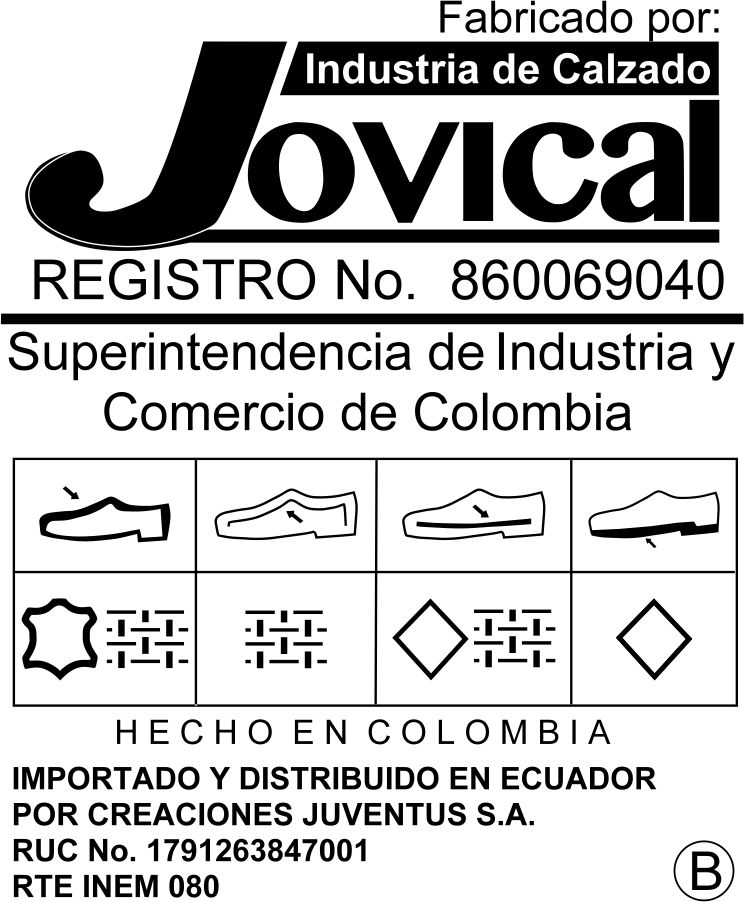 Fabricado por:
Industria de Calzado
Jovical
REGISTRO No. 860069040
Superintendencia de Industria y
Comercio de Colombia
HECHO EN COLOMBIA
IMPORTADO Y DISTRIBUIDO EN ECUADOR
POR CREACIONES JUVENTUS S.A.
RUC No. 1791263847001
RTE INEM 080
B